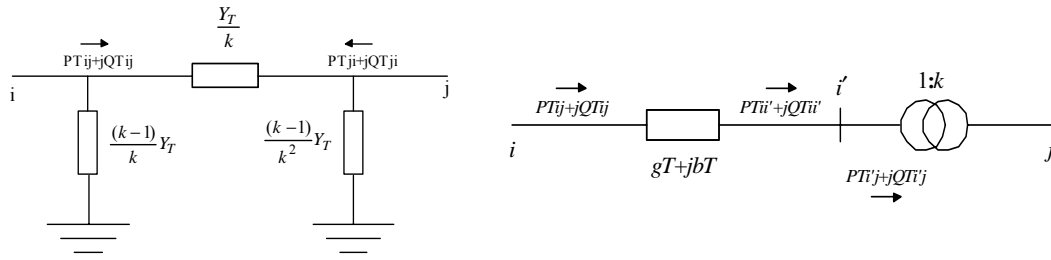 Y_T
k
PTij+jQTij
PTji+jQTji
i
j
(k−1)
k
Y_T
(k−1)
k²
Y_T
i′
1:k
PTij+jQTij
PTii'+jQTii'
i
j
gT+jbT
PTi'j+jQTi'j